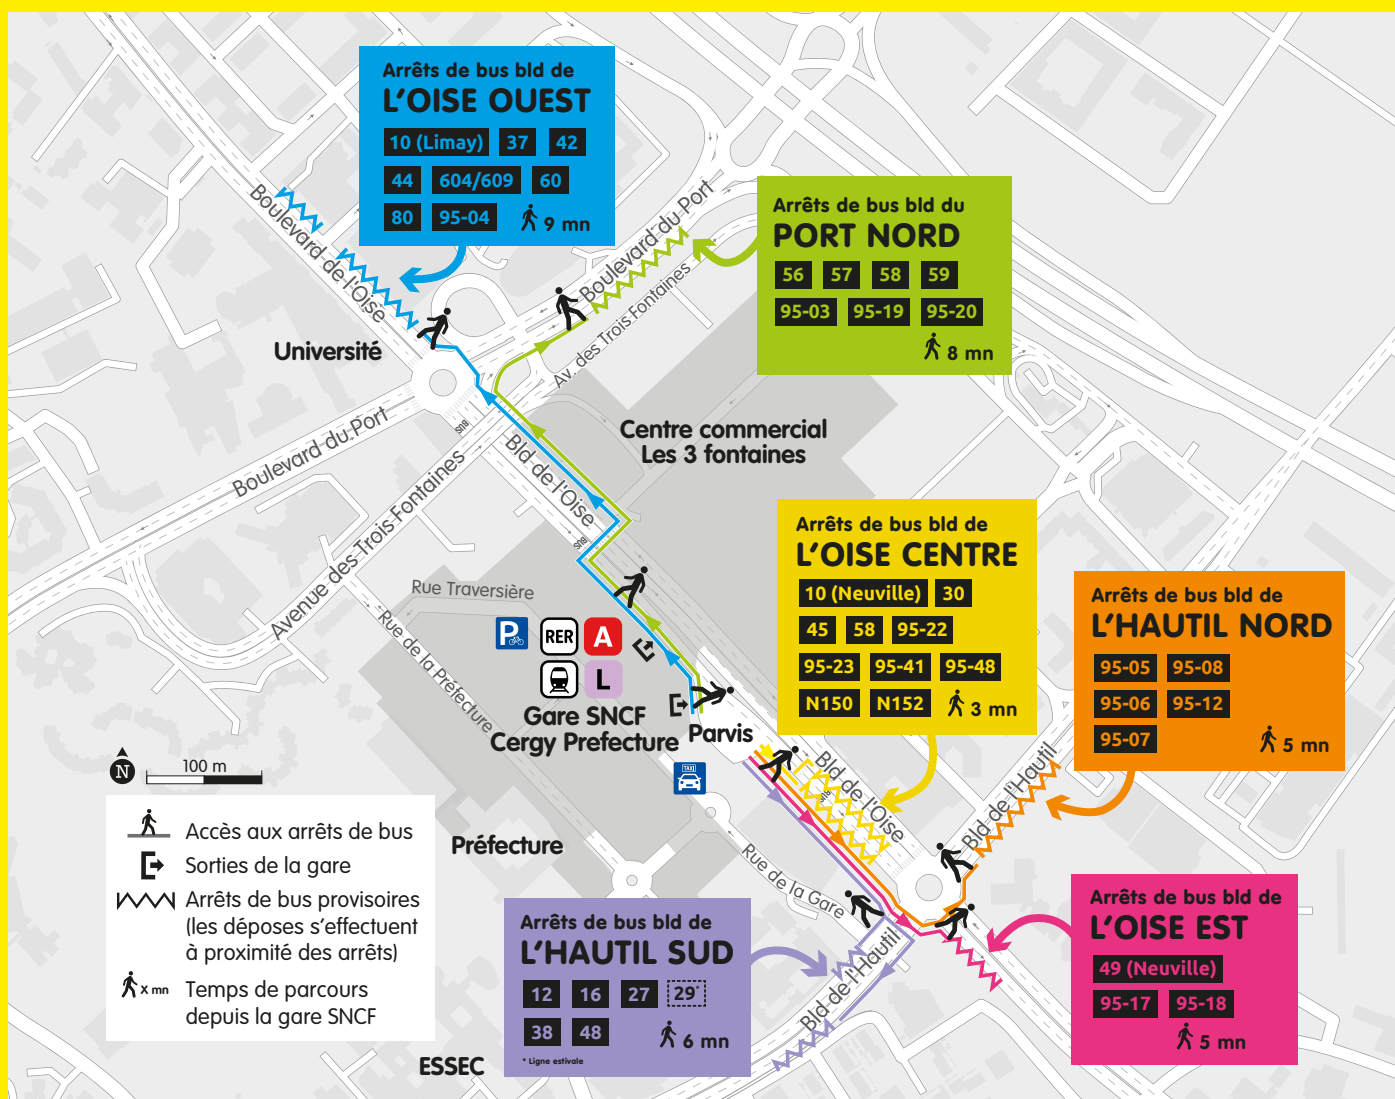 Arrêts de bus bld de
L'OISE OUEST
10 (Limay) 37 42
44 604/609 60
80 95-04 9 mn
Arrêts de bus bld du
PORT NORD
56 57 58 59
95-03 95-19 95-20
8 mn
Boulevard de l'Oise
Boulevard du Port
Av. des Trois Fontaines
Université
Boulevard du Port
BUS
Bld de l'Oise
Centre commercial
Les 3 fontaines
Avenue des Trois Fontaines
BUS
Arrêts de bus bld de
L'OISE CENTRE
10 (Neuville) 30
45 58 95-22
95-23 95-41 95-48
N150 N152 3 mn
Arrêts de bus bld de
L'HAUTIL NORD
95-05 95-08
95-06 95-12
95-07
5 mn
Rue Traversière
Rue de la Préfecture
P RER A
L
Gare SNCF
Cergy Prefecture
Parvis
TAXI
BUS
Bld de l'Oise
Bld de l'Hautil
N
100 m
Accès aux arrêts de bus
Sorties de la gare
Arrêts de bus provisoires
(les déposes s'effectuent
à proximité des arrêts)
x mn Temps de parcours
depuis la gare SNCF
Préfecture
Rue de la Gare
Arrêts de bus bld de
L'HAUTIL SUD
12 16 27 29*
38 48 6 mn
* Ligne estivale
Bld de l'Hautil
Arrêts de bus bld de
L'OISE EST
49 (Neuville)
95-17 95-18
5 mn
ESSEC